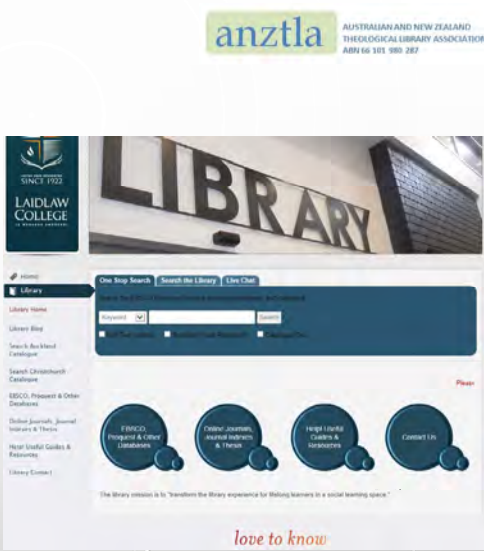 anztla
AUSTRALIAN AND NEW ZEALAND
THEOLOGICAL LIBRARY ASSOCIATION
ABN 66 101 980 287
SINCE 1922
LAIDLAW
COLLEGE
LIBRARY
Home
Library
Library Home
Library Blog
Search Auckland
Catalogue
Search Christchurch
Catalogue
EBSCO, Proquest & Other
Databases
Online Journals, Journal
Indexes & Thesis
Help! Useful Guides &
Resources
Library Contact
One Stop Search
Search the Library
Live Chat
Keyword
Search
Please
EBSCO,
Proquest & Other
Databases
Online Journals,
Journal Indexes
& Thesis
Help! Useful
Guides &
Resources
Contact Us
The library mission is to "transform the library experience for lifelong learners in a social learning space."
love to know